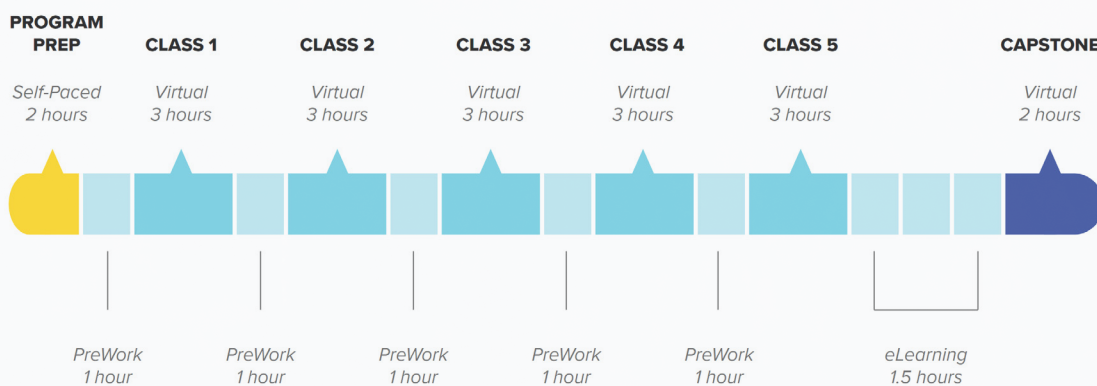 PROGRAM
PREP
CLASS 1
CLASS 2
CLASS 3
CLASS 4
CLASS 5
CAPSTONE
Self-Paced
2 hours
Virtual
3 hours
Virtual
3 hours
Virtual
3 hours
Virtual
3 hours
Virtual
3 hours
Virtual
2 hours
PreWork
1 hour
PreWork
1 hour
PreWork
1 hour
PreWork
1 hour
PreWork
1 hour
eLearning
1.5 hours